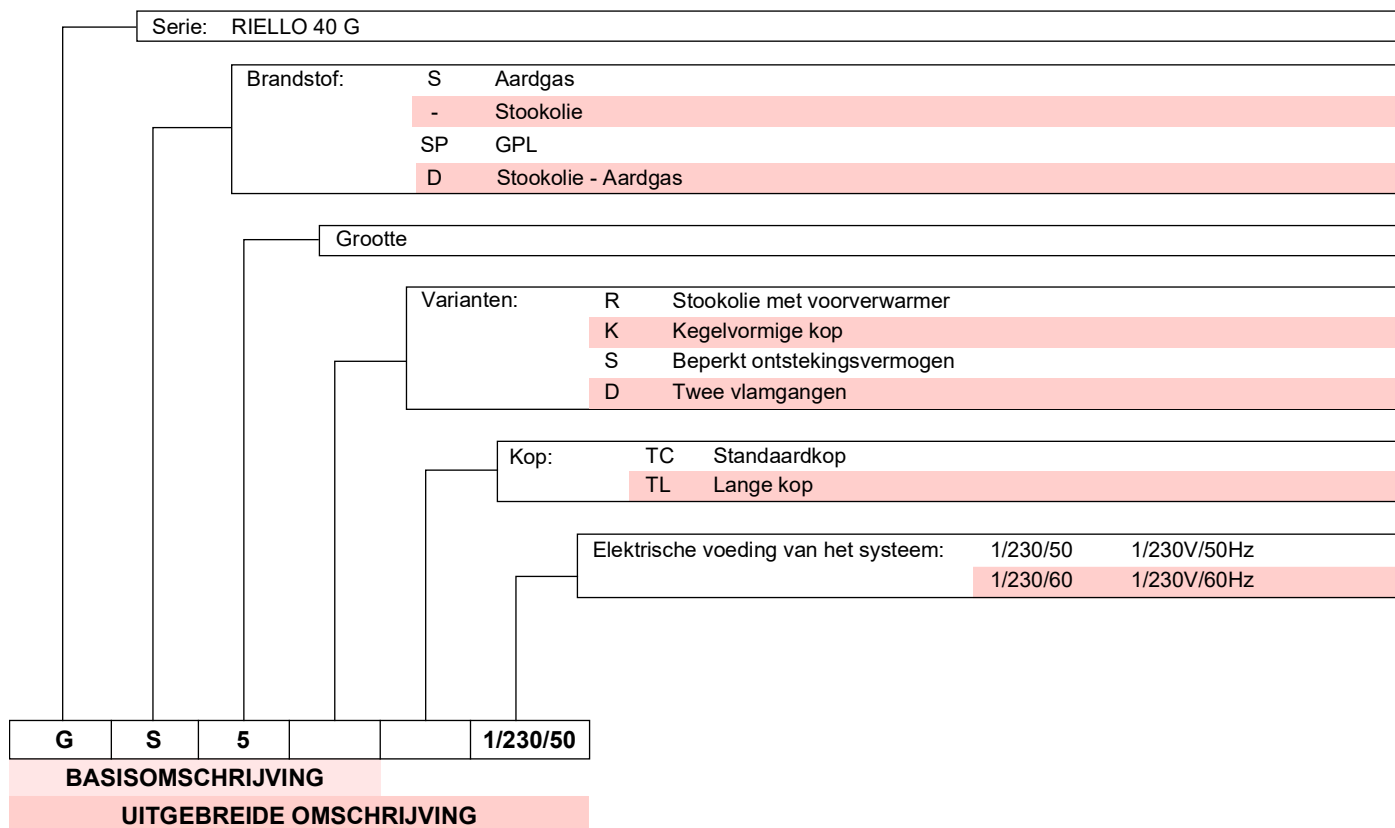 Serie: RIELLO 40 G
Brandstof: S Aardgas
- Stookolie
SP GPL
D Stookolie - Aardgas
Grootte
Varianten: R Stookolie met voorverwarmer
K Kegelvormige kop
S Beperkt ontstekingsvermogen
D Twee vlamgangen
Kop: TC Standaardkop
TL Lange kop
Elektrische voeding van het systeem: 1/230/50 1/230V/50Hz
1/230/60 1/230V/60Hz
G S 5 1/230/50
BASISOMSCHRIJVING
UITGEBREIDE OMSCHRIJVING